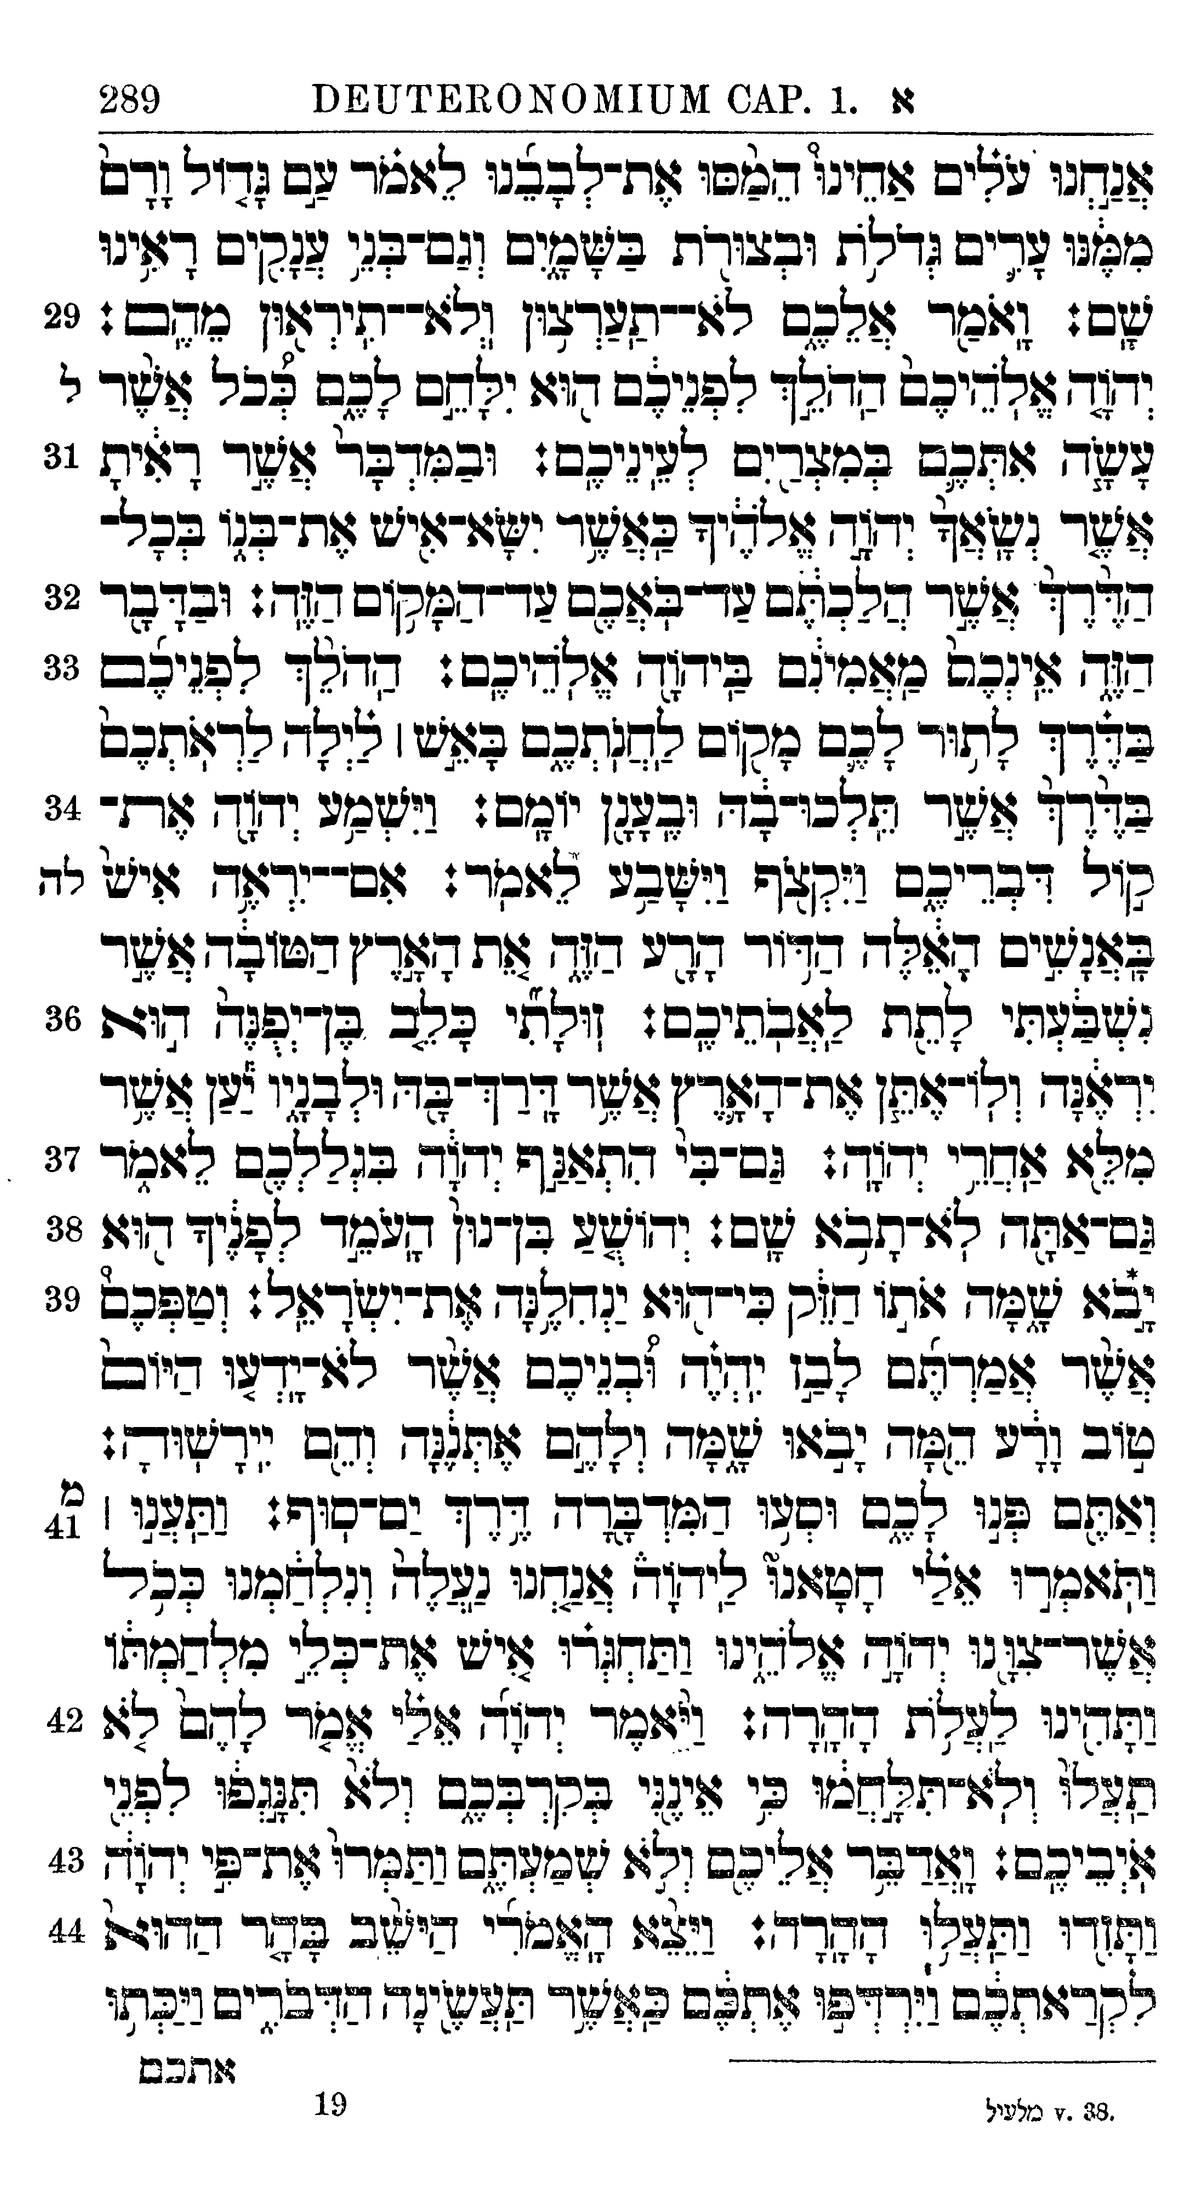 289 DEUTERONOMIUM CAP. 1. א
אֲנַ֣חְנוּ עֹלִ֗ים אַחֵינוּ֩ הֵמַ֨סּוּ אֶת־לְבָבֵ֜נוּ לֵאמֹ֗ר עַ֣ם גָּד֤וֹל וָרָם֙
מִמֶּ֔נּוּ עָרִ֛ים גְּדֹלֹ֥ת וּבְצוּרֹ֖ת בַּשָּׁמָ֑יִם וְגַם־בְּנֵ֥י עֲנָקִ֖ים רָאִ֥ינוּ
29 שָֽׁם׃ וָאֹמַ֖ר אֲלֵכֶ֑ם לֹא־תַֽעַרְצ֥וּן וְֽלֹא־תִֽירְא֖וּן מֵהֶֽם׃
ל יְהוָ֤ה אֱלֹֽהֵיכֶם֙ הַֽהֹלֵ֣ךְ לִפְנֵיכֶ֔ם ה֖וּא יִלָּחֵ֣ם לָכֶ֑ם כְּ֠כֹל אֲשֶׁ֨ר
31 עָשָׂ֧ה אִתְּכֶ֛ם בְּמִצְרַ֖יִם לְעֵֽינֵיכֶֽם׃ וּבַמִּדְבָּר֙ אֲשֶׁ֣ר רָאִ֔יתָ
אֲשֶׁ֤ר נְשָֽׂאֲךָ֙ יְהוָ֣ה אֱלֹהֶ֔יךָ כַּֽאֲשֶׁ֥ר יִשָּׂא־אִ֖ישׁ אֶת־בְּנ֑וֹ בְּכָל־
32 הַדֶּ֨רֶךְ֙ אֲשֶׁ֣ר הֲלַכְתֶּ֔ם עַד־בֹּֽאֲכֶ֖ם עַד־הַמָּק֥וֹם הַזֶּֽה׃ וּבַדָּבָ֖ר
33 הַזֶּ֑ה אֵֽינְכֶם֙ מַֽאֲמִינִ֔ם בַּֽיהוָ֖ה אֱלֹֽהֵיכֶֽם׃ הַֽהֹלֵ֨ךְ לִפְנֵיכֶ֜ם
בַּדֶּ֗רֶךְ לָת֥וּר לָכֶ֛ם מָק֖וֹם לַֽחֲנֹֽתְכֶ֑ם בָּאֵ֣שׁ ׀ לַ֗יְלָה לַרְאֹֽתְכֶם֙
34 בַּדֶּ֨רֶךְ֙ אֲשֶׁ֣ר תֵּֽלְכוּ־בָ֔הּ וּבֶֽעָנָ֖ן יוֹמָֽם׃ וַיִּשְׁמַ֥ע יְהוָ֖ה אֶת־
לה ק֣וֹל דִּבְרֵיכֶ֑ם וַיִּקְצֹ֖ף וַיִּשָּׁבַ֥ע לֵאמֹֽר׃ אִם־יִרְאֶ֥ה אִישׁ֙
בָּֽאֲנָשִׁ֣ים הָאֵ֔לֶּה הַדּ֥וֹר הָרָ֖ע הַזֶּ֑ה אֵ֚ת הָאָ֣רֶץ הַטּוֹבָ֔ה אֲשֶׁ֣ר
36 נִשְׁבַּ֔עְתִּי לָתֵ֖ת לַֽאֲבֹֽתֵיכֶֽם׃ זֽוּלָתִ֞י כָּלֵ֤ב בֶּן־יְפֻנֶּה֙ ה֣וּא
יִרְאֶ֔נָּה וְלֽוֹ־אֶתֵּ֧ן אֶת־הָאָ֛רֶץ אֲשֶׁ֥ר דָּֽרַךְ־בָּ֖הּ וּלְבָנָ֑יו יַ֕עַן אֲשֶׁ֥ר
37 מִלֵּ֖א אַֽחֲרֵ֥י יְהוָֽה׃ גַּם־בִּי֙ הִתְאַנַּ֣ף יְהוָ֔ה בִּגְלַלְכֶ֖ם לֵאמֹ֑ר
38 גַּם־אַתָּ֖ה לֹֽא־תָבֹ֥א שָֽׁם׃ יְהוֹשֻׁ֤עַ בִּן־נוּן֙ הָֽעֹמֵ֣ד לְפָנֶ֔יךָ ה֖וּא
39 יָ֣בֹא שָׁ֑מָּה אֹת֣וֹ חַזֵּ֔ק כִּי־ה֖וּא יַנְחִלֶ֥נָּה אֶת־יִשְׂרָאֵֽל׃ וְטַפְּכֶם֩
אֲשֶׁ֨ר אֲמַרְתֶּ֜ם לָבַ֣ז יִֽהְיֶ֗ה וּ֠בְנֵיכֶם אֲשֶׁ֨ר לֹא־יָֽדְע֤וּ הַיּוֹם֙
ט֣וֹב וָרָ֔ע הֵ֖מָּה יָבֹ֣אוּ שָׁ֑מָּה וְלָהֶ֣ם אֶתְּנֶ֔נָּה וְהֵ֖ם יִֽירָשֽׁוּהָ׃
מ 41 וְאַתֶּ֖ם פְּנ֣וּ לָכֶ֑ם וּסְע֥וּ הַמִּדְבָּ֖רָה דֶּ֥רֶךְ יַם־סֽוּף׃ וַֽתַּעֲנ֣וּ ׀
וַתֹּֽאמְר֣וּ אֵלַ֗י חָטָאנוּ֮ לַֽיהוָה֒ אֲנַ֤חְנוּ נַֽעֲלֶה֙ וְנִלְחַ֔מְנוּ כְּכֹ֥ל
אֲשֶׁר־צִוָּ֖נוּ יְהוָ֣ה אֱלֹהֵ֑ינוּ וַֽתַּחְגְּר֗וּ אִ֚ישׁ אֶת־כְּלֵ֣י מִלְחַמְתּ֔וֹ
42 וַתָּהִ֖ינוּ לַֽעֲלֹ֥ת הָהָֽרָה׃ וַיֹּ֨אמֶר יְהוָ֜ה אֵלַ֗י אֱמֹ֤ר לָהֶם֙ לֹ֤א
תַֽעֲלוּ֙ וְלֹא־תִלָּ֣חֲמ֔וּ כִּ֥י אֵינֶ֖נִּי בְּקִרְבְּכֶ֑ם וְלֹא֙ תִּנָּ֣גְפ֔וּ לִפְנֵ֖י
43 אֹֽיְבֵיכֶֽם׃ וָֽאֲדַבֵּ֥ר אֲלֵיכֶ֖ם וְלֹ֣א שְׁמַעְתֶּ֑ם וַתַּמְרוּ֙ אֶת־פִּ֣י יְהוָ֔ה
44 וַתָּזִ֖דוּ וַתַּֽעֲל֥וּ הָהָֽרָה׃ וַיֵּצֵ֨א הָֽאֱמֹרִ֜י הַיֹּשֵׁ֨ב בָּהָ֤ר הַהוּא֙
לִקְרַאתְכֶ֔ם וַיִּרְדְּפ֣וּ אֶתְכֶ֔ם כַּֽאֲשֶׁ֥ר תַּֽעֲשֶׂ֖ינָה הַדְּבֹרִ֑ים וַיַּכְּת֥וּ
אתכם
19
מלעיל v. 38.